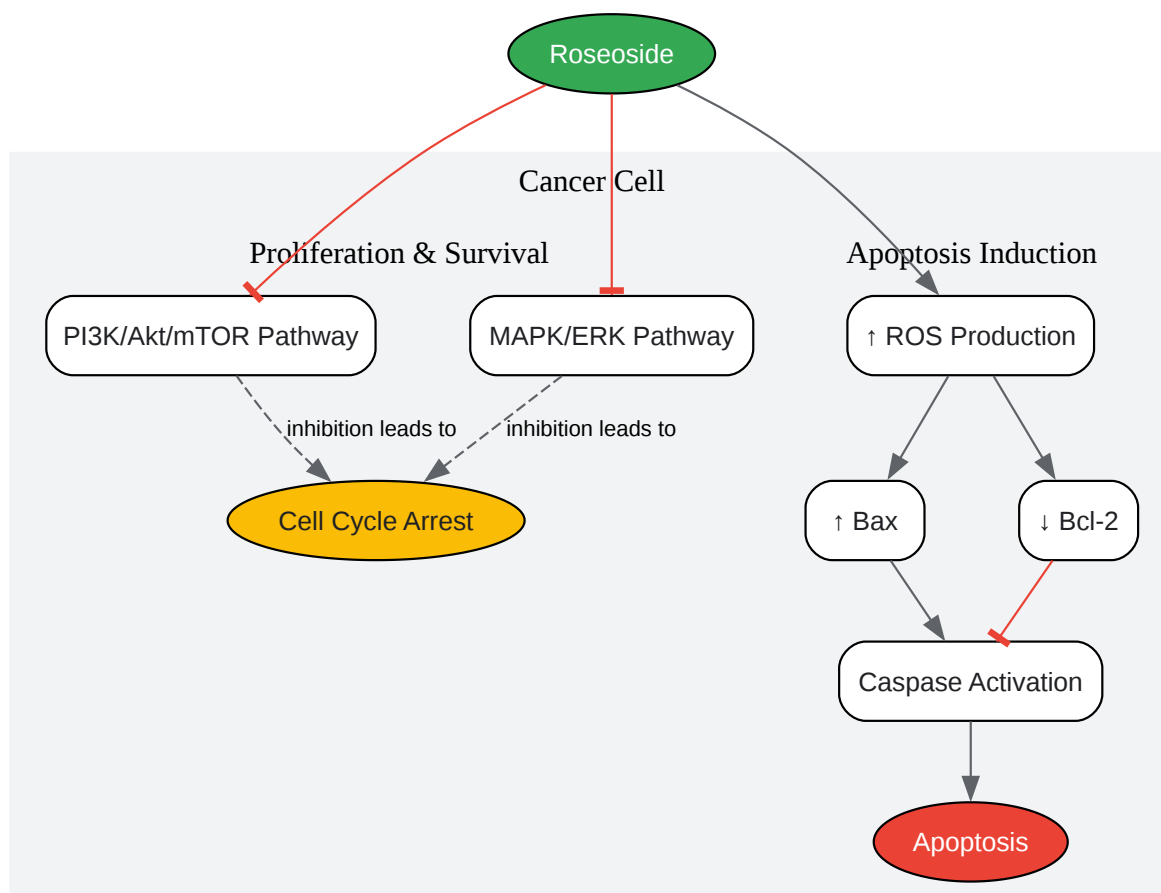 Roseoside
Cancer Cell
Proliferation & Survival
Apoptosis Induction
PI3K/Akt/mTOR Pathway
MAPK/ERK Pathway
↑ ROS Production
inhibition leads to
inhibition leads to
Cell Cycle Arrest
↑ Bax
↓ Bcl-2
Caspase Activation
Apoptosis